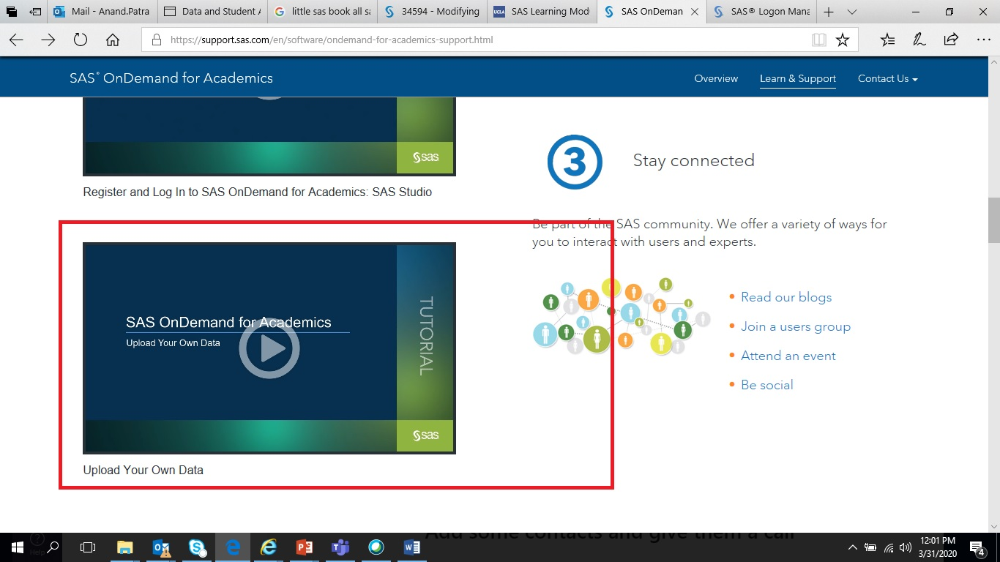 Mail - Anand.Patra
Data and Student A
little sas book all sa
34594 - Modifying
UCLA
SAS Learning Mod
SAS OnDeman
SAS® Logon Mana
https://support.sas.com/en/software/ondemand-for-academics-support.html
SAS® OnDemand for Academics
Overview
Learn & Support
Contact Us
sas
Register and Log In to SAS OnDemand for Academics: SAS Studio
3
Stay connected
Be part of the SAS community. We offer a variety of ways for
you to interact with users and experts.
SAS OnDemand for Academics
Upload Your Own Data
TUTORIAL
sas
Upload Your Own Data
• Read our blogs
• Join a users group
• Attend an event
• Be social
Add some contacts and give them a call
Help
12:01 PM
3/31/2020
4